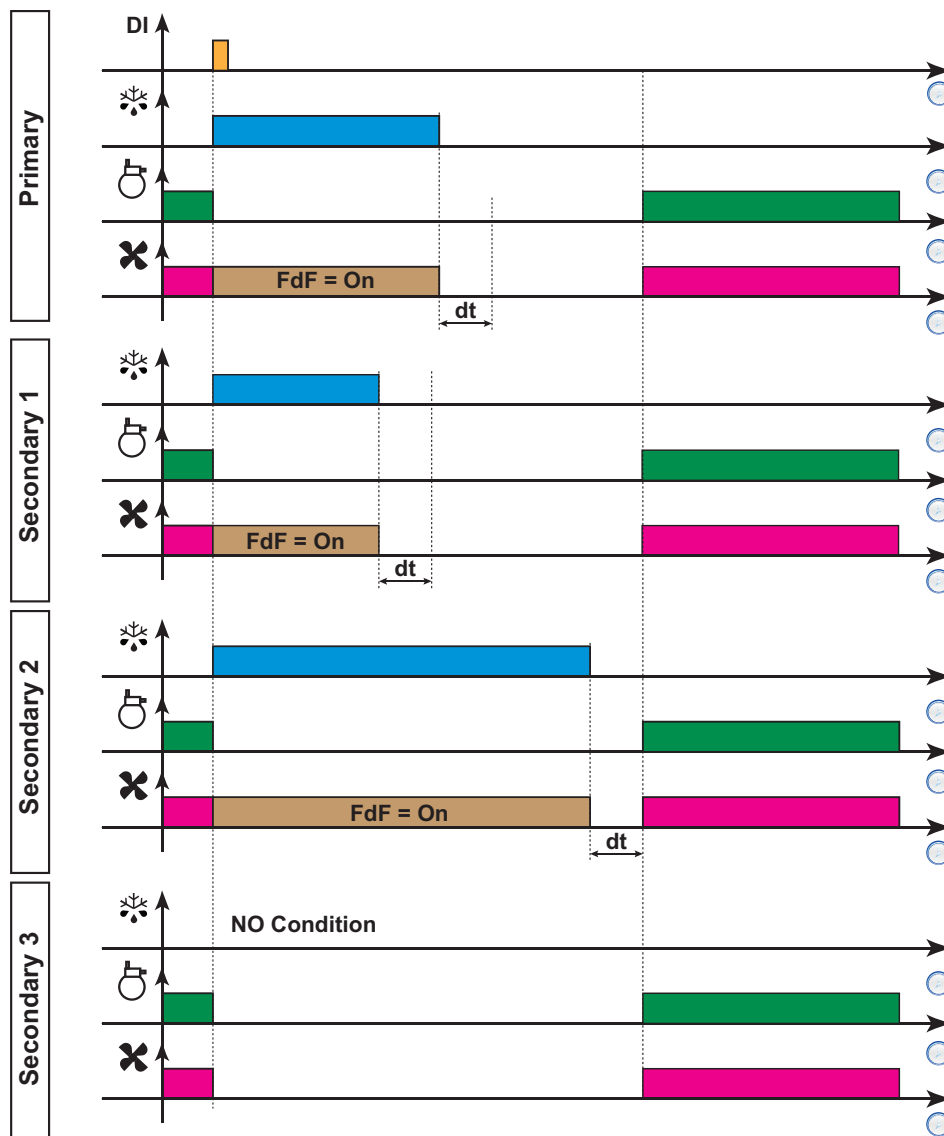 Primary
DI
FdF = On
dt
Secondary 1
FdF = On
dt
Secondary 2
FdF = On
dt
Secondary 3
NO Condition